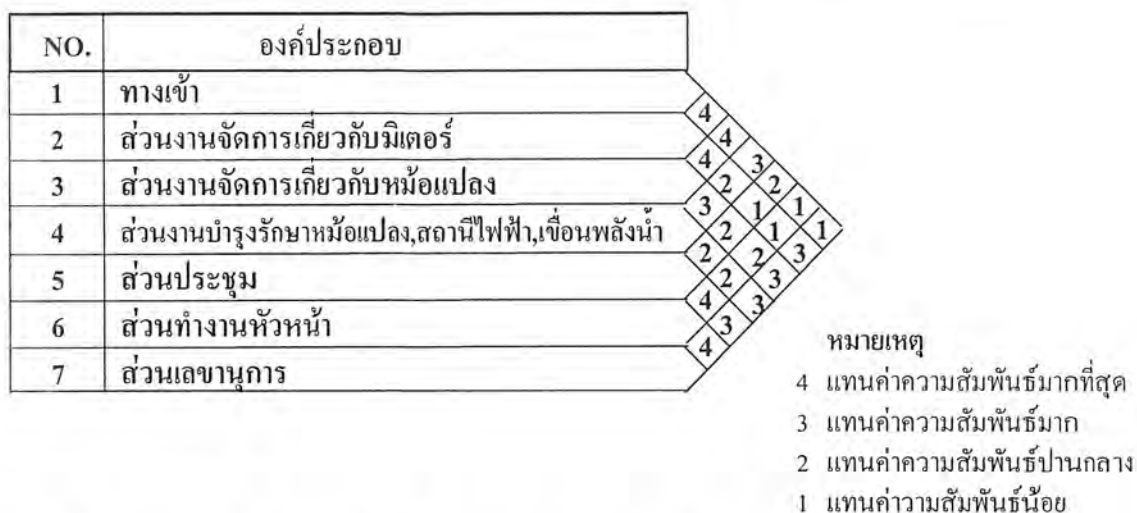 NO. องค์ประกอบ
1 ทางเข้า
4
2 ส่วนงานจัดการเกี่ยวกับมิเตอร์ 4
4 3
3 ส่วนงานจัดการเกี่ยวกับหม้อแปลง 2 2
3 1 1
4 ส่วนงานบำรุงรักษาหม้อแปลง,สถานีไฟฟ้า,เขื่อนพลังน้ำ 2 1 1
2 2 3
5 ส่วนประชุม 2 3
4 3
6 ส่วนทำงานหัวหน้า 3
4
7 ส่วนเลขานุการ
หมายเหตุ
4 แทนค่าความสัมพันธ์มากที่สุด
3 แทนค่าความสัมพันธ์มาก
2 แทนค่าความสัมพันธ์ปานกลาง
1 แทนค่าวามสัมพันธ์น้อย